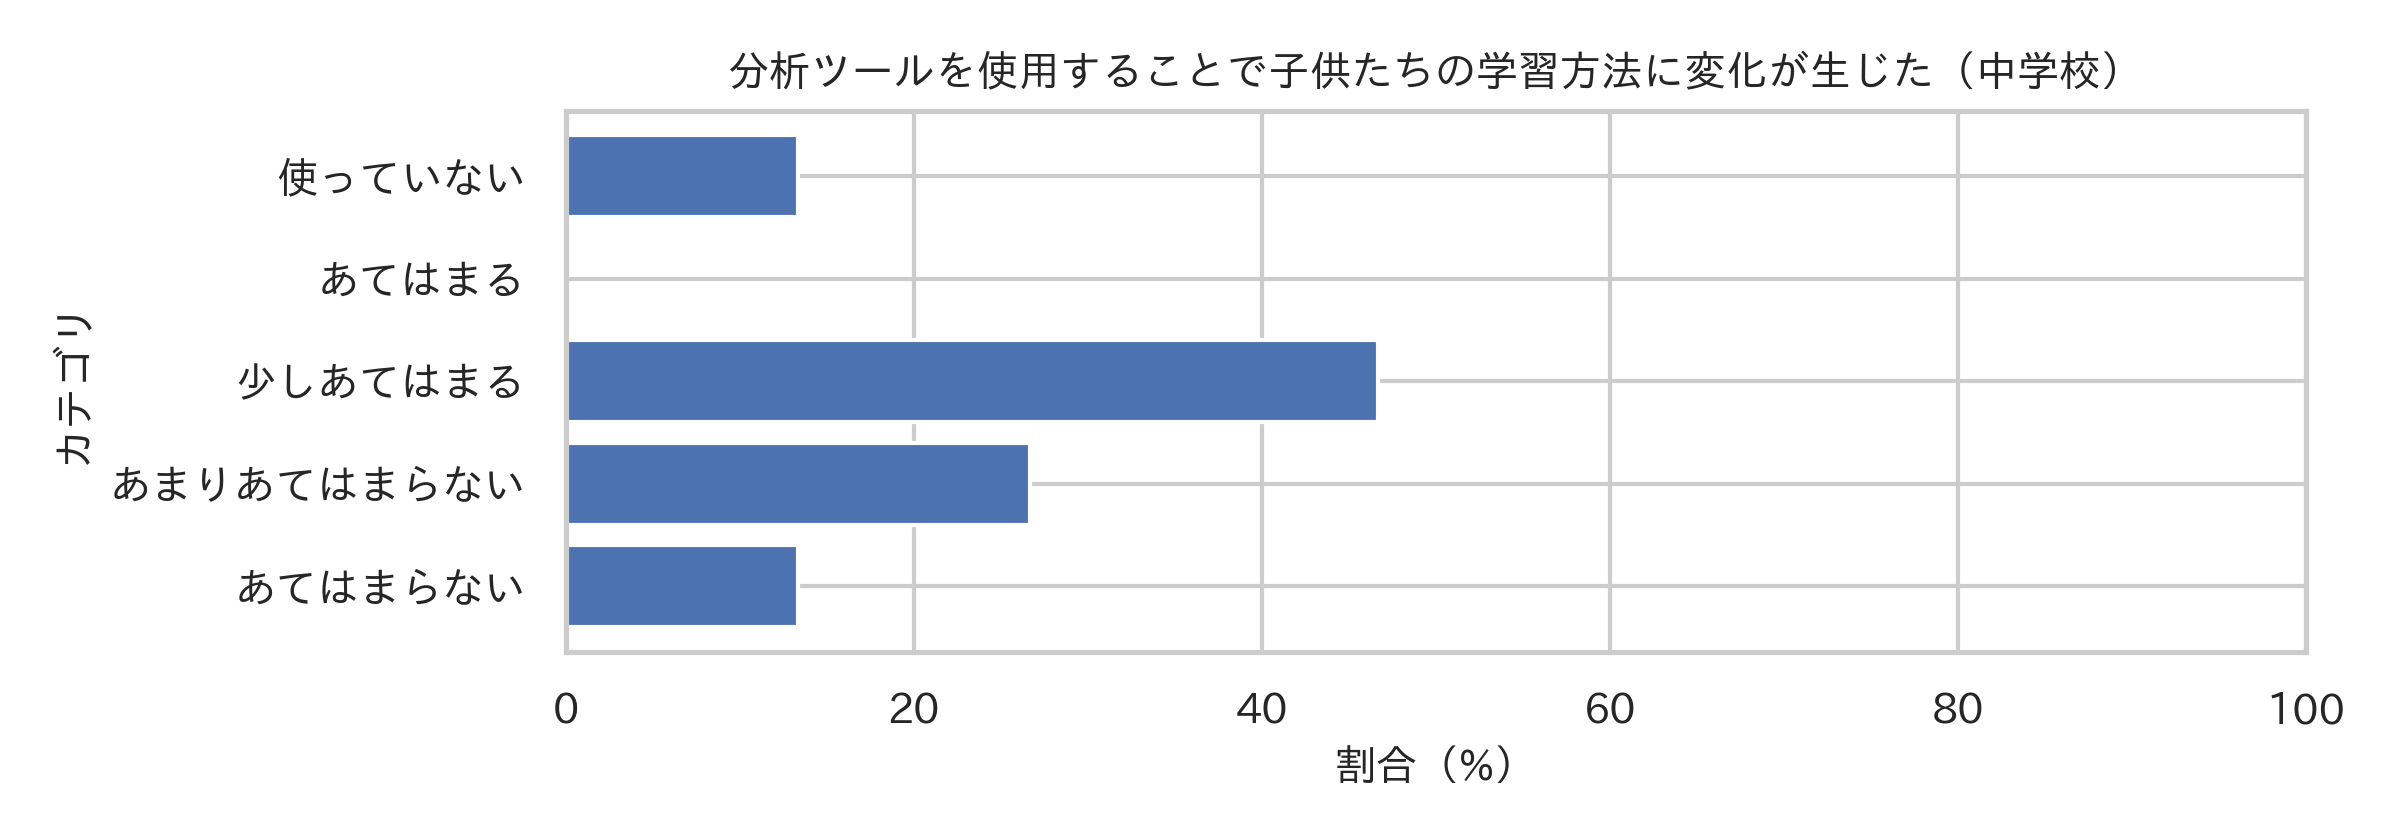 分析ツールを使用することで子供たちの学習方法に変化が生じた（中学校）
カテゴリ
使っていない
あてはまる
少しあてはまる
あまりあてはまらない
あてはまらない
0 20 40 60 80 100
割合（%）